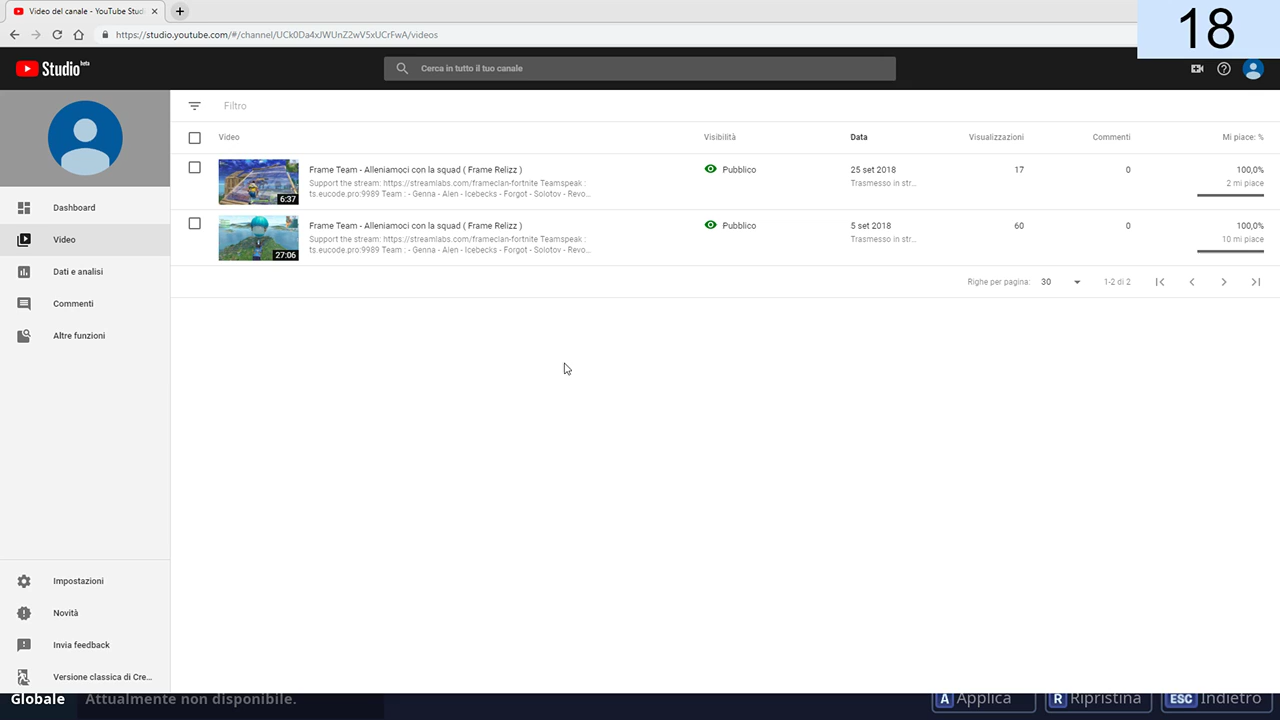 Video del canale - YouTube Stud
18
https://studio.youtube.com/#/channel/UCk0Da4xJWUnZ2wV5xUCrFwA/videos
Studio beta
Cerca in tutto il tuo canale
Filtro
Video
Visibilità
Data
Visualizzazioni
Commenti
Mi piace: %
Frame Team - Alleniamoci con la squad ( Frame Relizz )
Pubblico
25 set 2018
17
0
100,0%
Support the stream: https://streamlabs.com/frameclan-fortnite Teamspeak :
Trasmesso in str...
2 mi piace
ts.eucode.pro:9989 Team : - Genna - Alen - Icebecks - Forgot - Solotov - Revo...
6:37
Frame Team - Alleniamoci con la squad ( Frame Relizz )
Pubblico
5 set 2018
60
0
100,0%
Support the stream: https://streamlabs.com/frameclan-fortnite Teamspeak :
Trasmesso in str...
10 mi piace
ts.eucode.pro:9989 Team : - Genna - Alen - Icebecks - Forgot - Solotov - Revo...
27:06
Righe per pagina:
30
1-2 di 2
Dashboard
Video
Dati e analisi
Commenti
Altre funzioni
Impostazioni
Novità
Invia feedback
Versione classica di Cre...
Globale
Attualmente non disponibile.
A Applica
R Ripristina
ESC Indietro